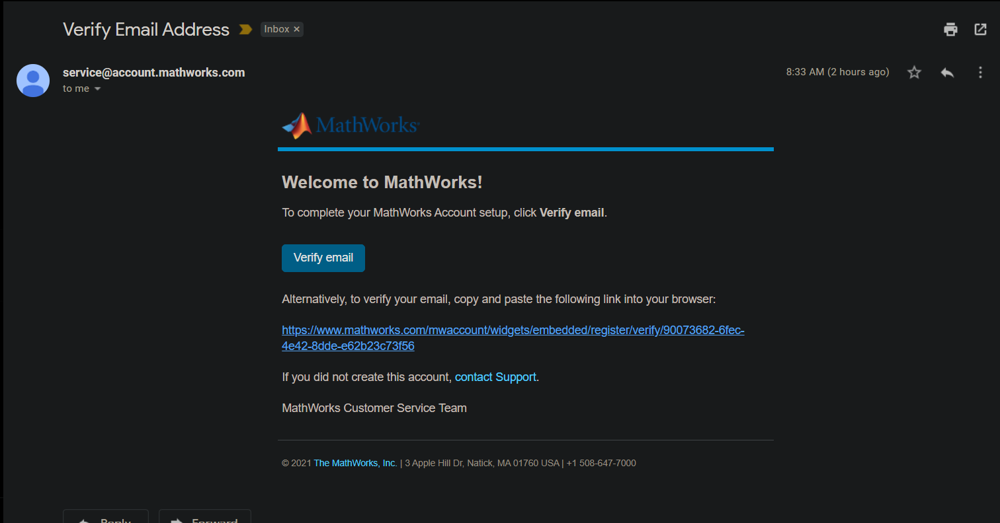 Verify Email Address
Inbox ×
service@account.mathworks.com
8:33 AM (2 hours ago)
to me
MathWorks®
Welcome to MathWorks!
To complete your MathWorks Account setup, click Verify email.
Verify email
Alternatively, to verify your email, copy and paste the following link into your browser:
https://www.mathworks.com/mwaccount/widgets/embedded/register/verify/90073682-6fec-
4e42-8dde-e62b23c73f56
If you did not create this account, contact Support.
MathWorks Customer Service Team
© 2021 The MathWorks, Inc. | 3 Apple Hill Dr, Natick, MA 01760 USA | +1 508-647-7000
Reply
Forward